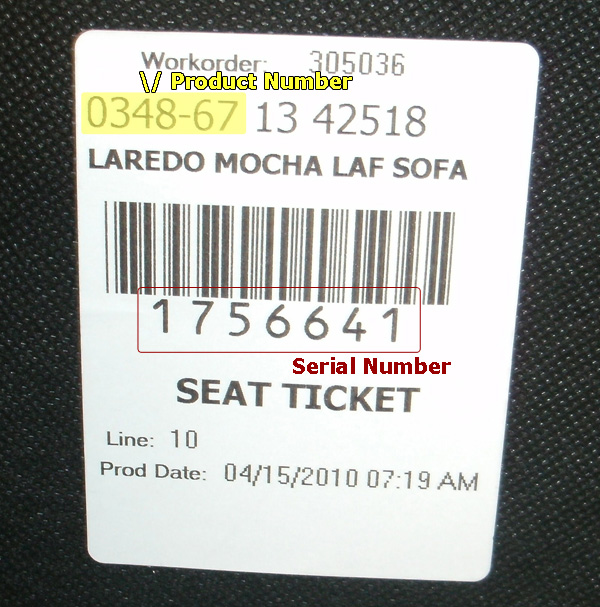 Workorder: 305036
\/ Product Number
0348-67 13 42518
LAREDO MOCHA LAF SOFA
1756641
Serial Number
SEAT TICKET
Line: 10
Prod Date: 04/15/2010 07:19 AM